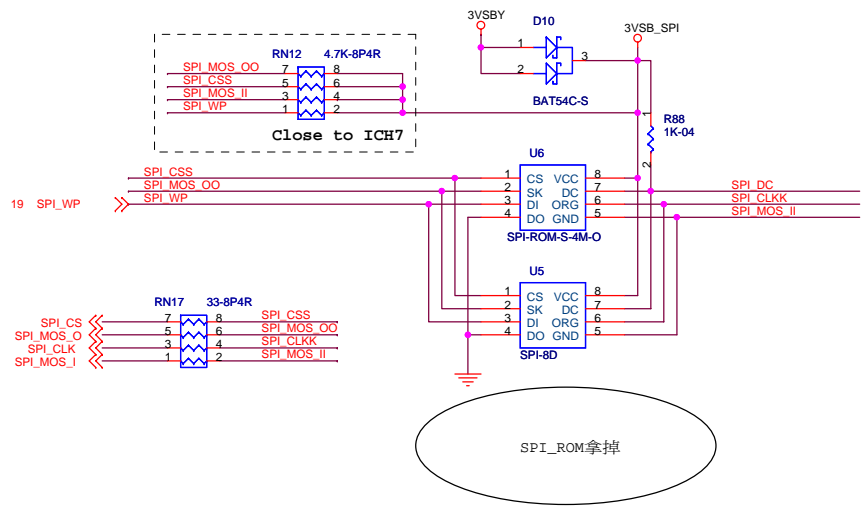 3VSBY
D10
3VSB_SPI
1
2
3
BAT54C-S
RN12 4.7K-8P4R
SPI_MOS_OO 7 8
SPI_CSS 5 6
SPI_MOS_II 3 4
SPI_WP 1 2
Close to ICH7
1
R88
1K-04
2
U6
SPI_CSS 1 CS VCC 8
SPI_MOS_OO 2 SK DC 7 SPI_DC
19 SPI_WP SPI_WP 3 DI ORG 6 SPI_CLKK
4 DO GND 5 SPI_MOS_II
SPI-ROM-S-4M-O
U5
1 CS VCC 8
2 SK DC 7
3 DI ORG 6
4 DO GND 5
SPI-8D
RN17 33-8P4R
SPI_CS 7 8 SPI_CSS
SPI_MOS_O 5 6 SPI_MOS_OO
SPI_CLK 3 4 SPI_CLKK
SPI_MOS_I 1 2 SPI_MOS_II
SPI_ROM拿掉